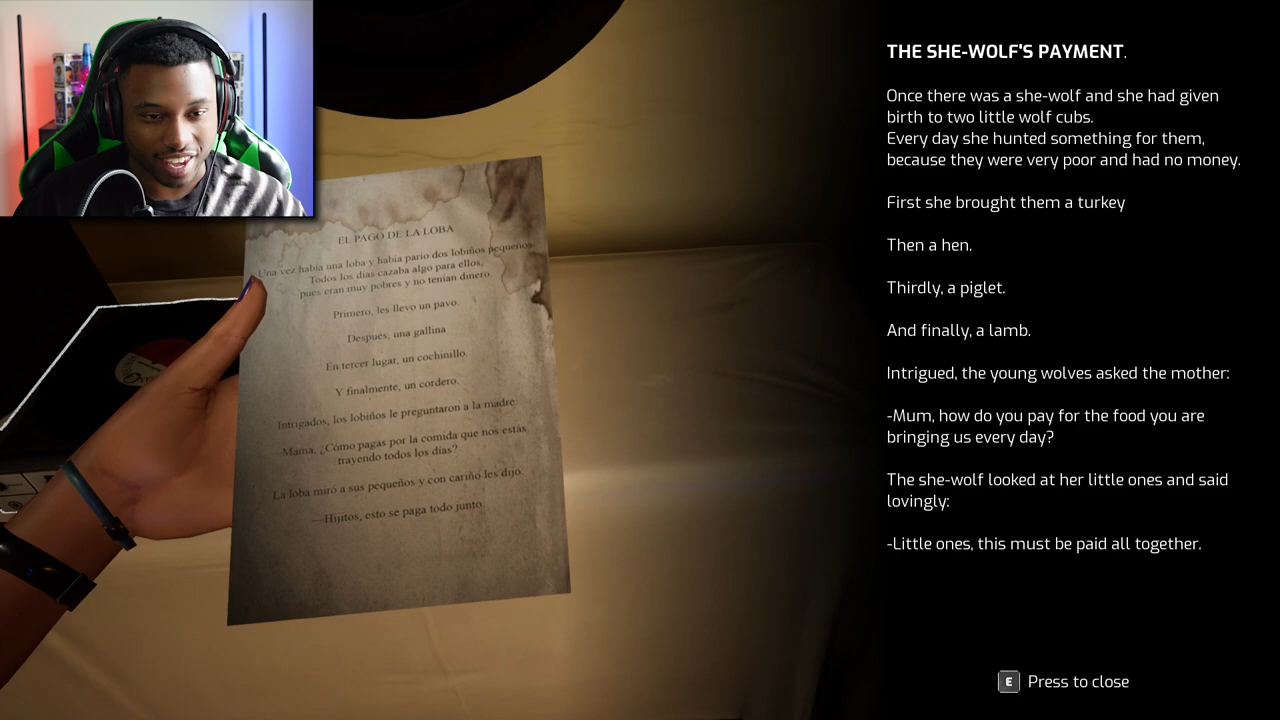 EL PAGO DE LA LOBA
Una vez había una loba y habia pario dos lobiños pequeños.
Todos los días cazaba algo para ellos,
pues eran muy pobres y no tenían dinero.
Primero, les llevo un pavo.
Despues, una gallina
En tercer lugar, un cochinillo.
Y finalmente, un cordero.
Intrigados, los lobiños le preguntaron a la madre:
Mama, ¿Cómo pagas por la comida que nos estás
trayendo todos los días?
La loba miró a sus pequeños y con cariño les dijo.
—Hijitos, esto se paga todo junto
THE SHE-WOLF'S PAYMENT.
Once there was a she-wolf and she had given
birth to two little wolf cubs.
Every day she hunted something for them,
because they were very poor and had no money.
First she brought them a turkey
Then a hen.
Thirdly, a piglet.
And finally, a lamb.
Intrigued, the young wolves asked the mother:
-Mum, how do you pay for the food you are
bringing us every day?
The she-wolf looked at her little ones and said
lovingly:
-Little ones, this must be paid all together.
E Press to close